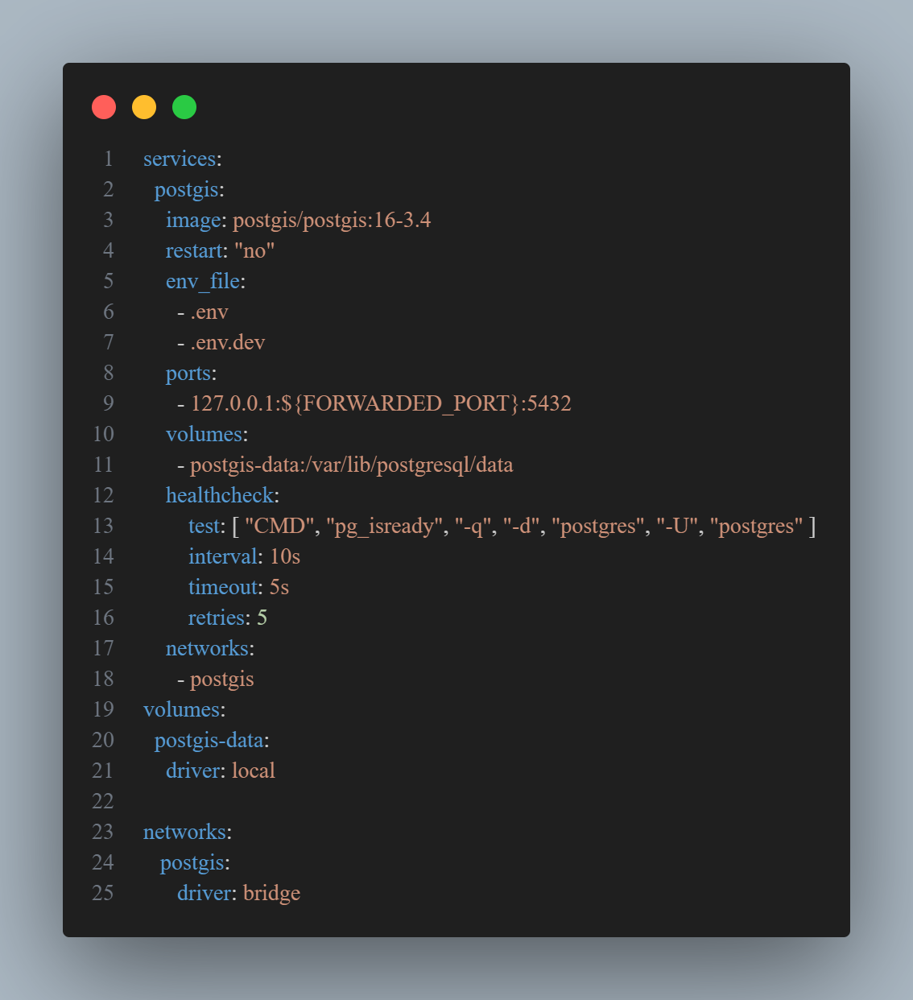 1 services:
2   postgis:
3     image: postgis/postgis:16-3.4
4     restart: "no"
5     env_file:
6       - .env
7       - .env.dev
8     ports:
9       - 127.0.0.1:${FORWARDED_PORT}:5432
10     volumes:
11       - postgis-data:/var/lib/postgresql/data
12     healthcheck:
13         test: [ "CMD", "pg_isready", "-q", "-d", "postgres", "-U", "postgres" ]
14         interval: 10s
15         timeout: 5s
16         retries: 5
17     networks:
18       - postgis
19 volumes:
20   postgis-data:
21     driver: local
22
23 networks:
24    postgis:
25       driver: bridge